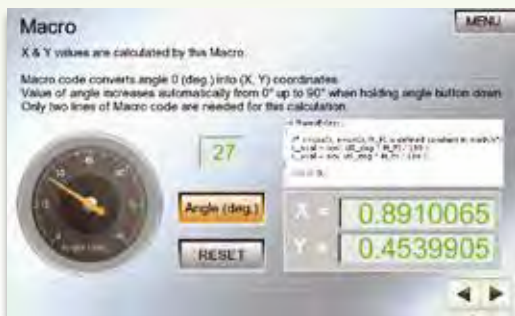 Macro
MENU
X & Y values are calculated by this Macro.
Macro code converts angle θ (deg.) into (X, Y) coordinates.
Value of angle increases automatically from 0° up to 90° when holding angle button down.
Only two lines of Macro code are needed for this calculation.
27
Angle (deg.)
RESET
X = 0.8910065
Y = 0.4539905